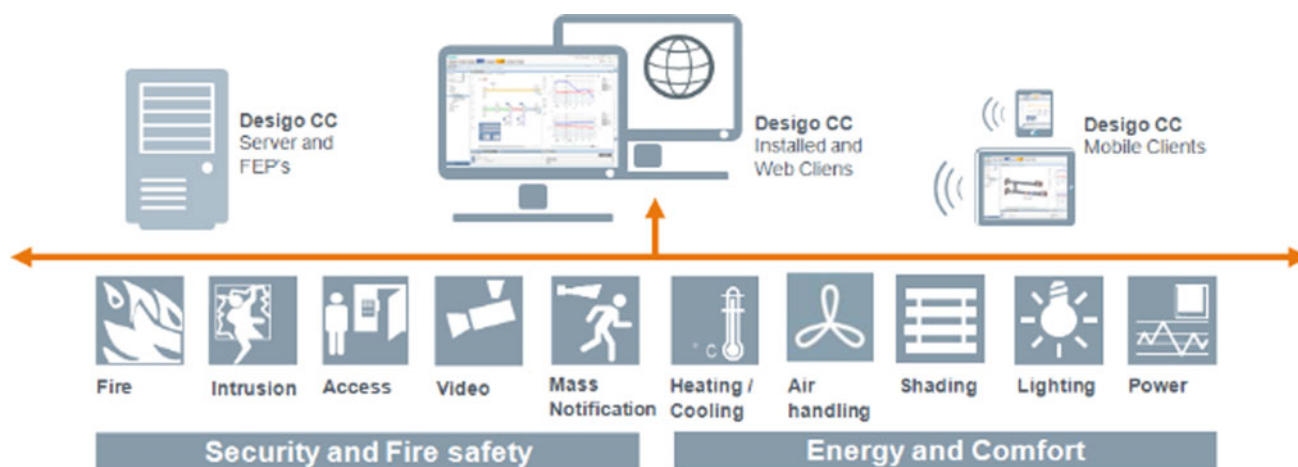 Desigo CC
Server and
FEP's
Desigo CC
Installed and
Web Cliens
Desigo CC
Mobile Clients
° C
Fire
Intrusion
Access
Video
Mass
Notification
Heating /
Cooling
Air
handling
Shading
Lighting
Power
Security and Fire safety
Energy and Comfort